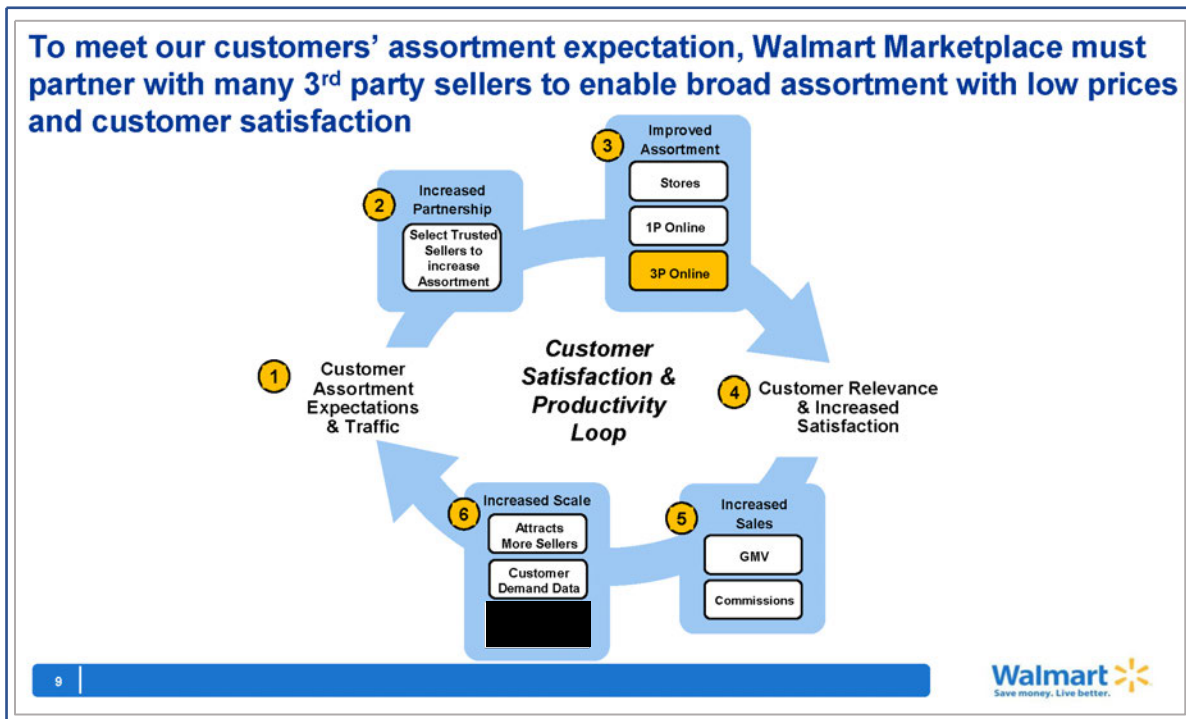 To meet our customers’ assortment expectation, Walmart Marketplace must
partner with many 3rd party sellers to enable broad assortment with low prices
and customer satisfaction
1
Customer
Assortment
Expectations
& Traffic
2
Increased
Partnership
Select Trusted
Sellers to
increase
Assortment
3
Improved
Assortment
Stores
1P Online
3P Online
Customer
Satisfaction &
Productivity
Loop
4
Customer Relevance
& Increased
Satisfaction
5
Increased
Sales
GMV
Commissions
6
Increased Scale
Attracts
More Sellers
Customer
Demand Data
9
Walmart
Save money. Live better.